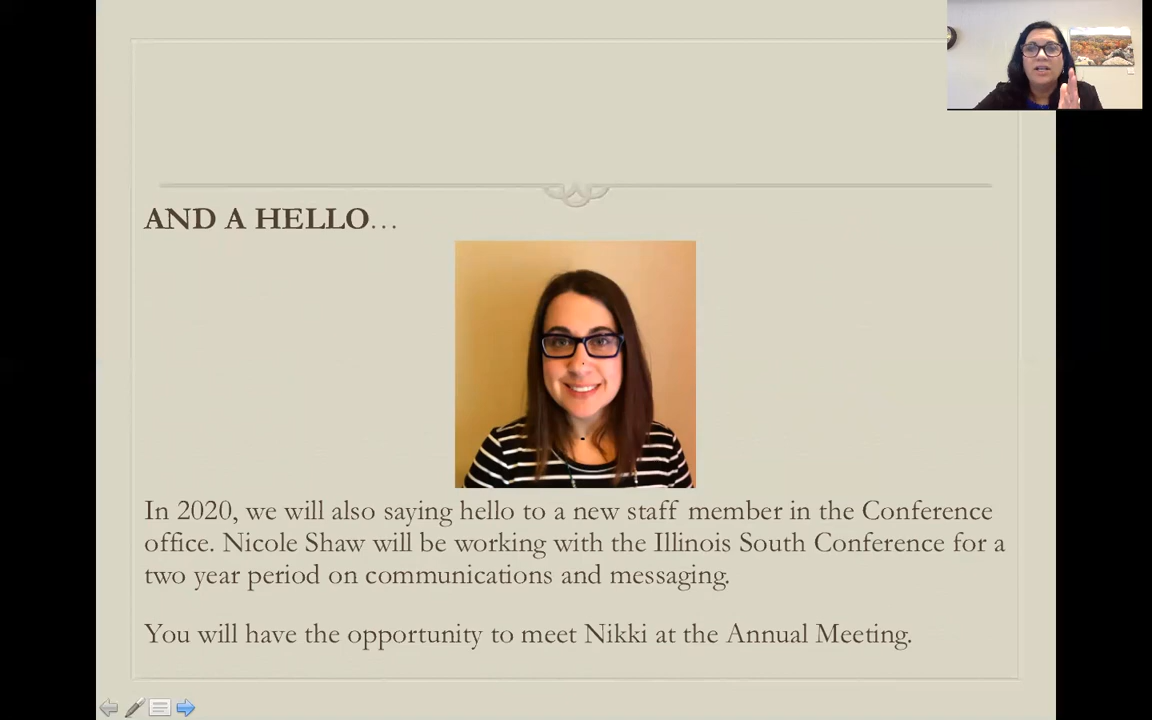 AND A HELLO…
In 2020, we will also saying hello to a new staff member in the Conference
office. Nicole Shaw will be working with the Illinois South Conference for a
two year period on communications and messaging.
You will have the opportunity to meet Nikki at the Annual Meeting.